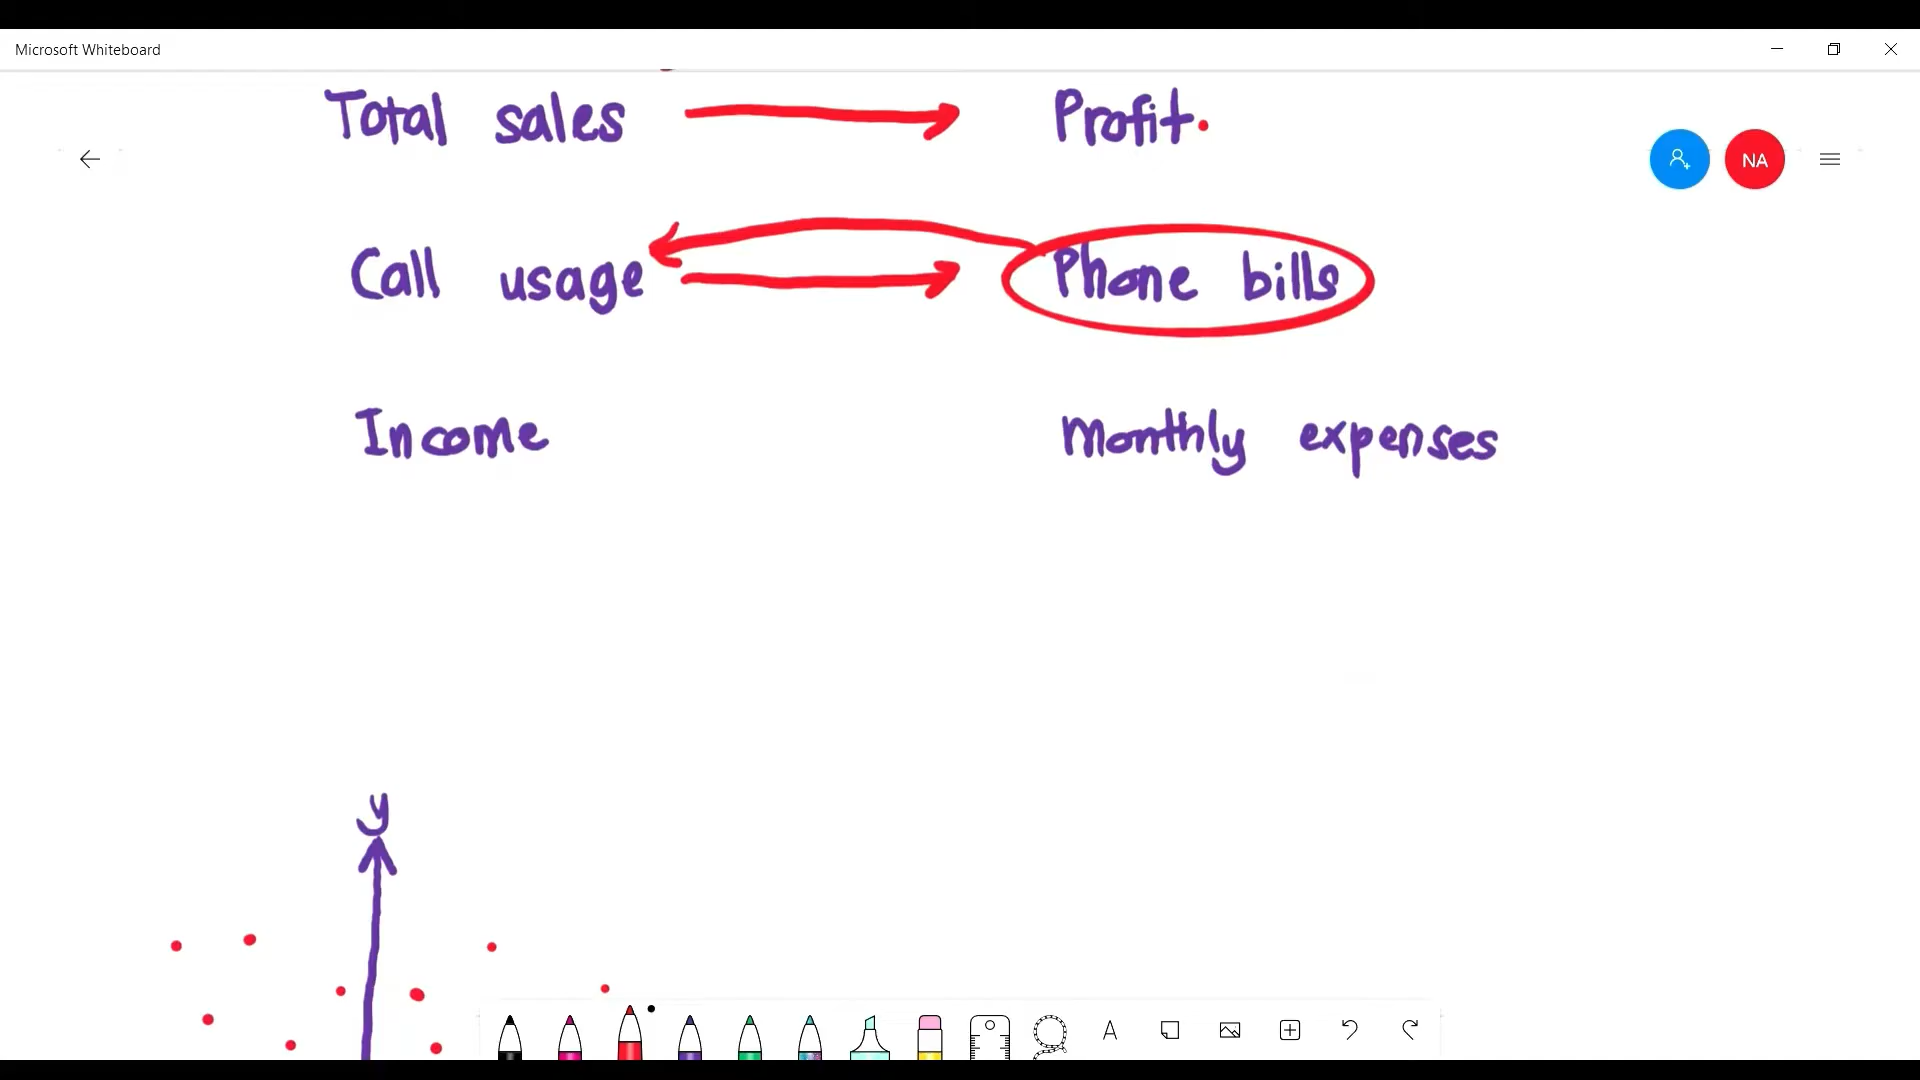 Microsoft Whiteboard
Total sales Profit
NA
Call usage Phone bills
Income Monthly expenses
y
A